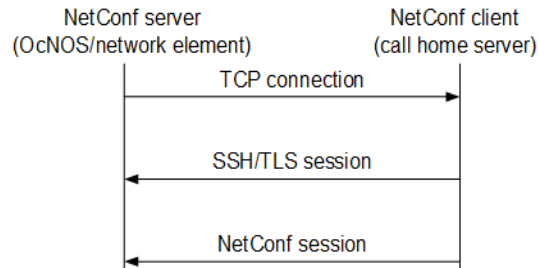 NetConf server
(OcNOS/network element)
NetConf client
(call home server)
TCP connection
SSH/TLS session
NetConf session